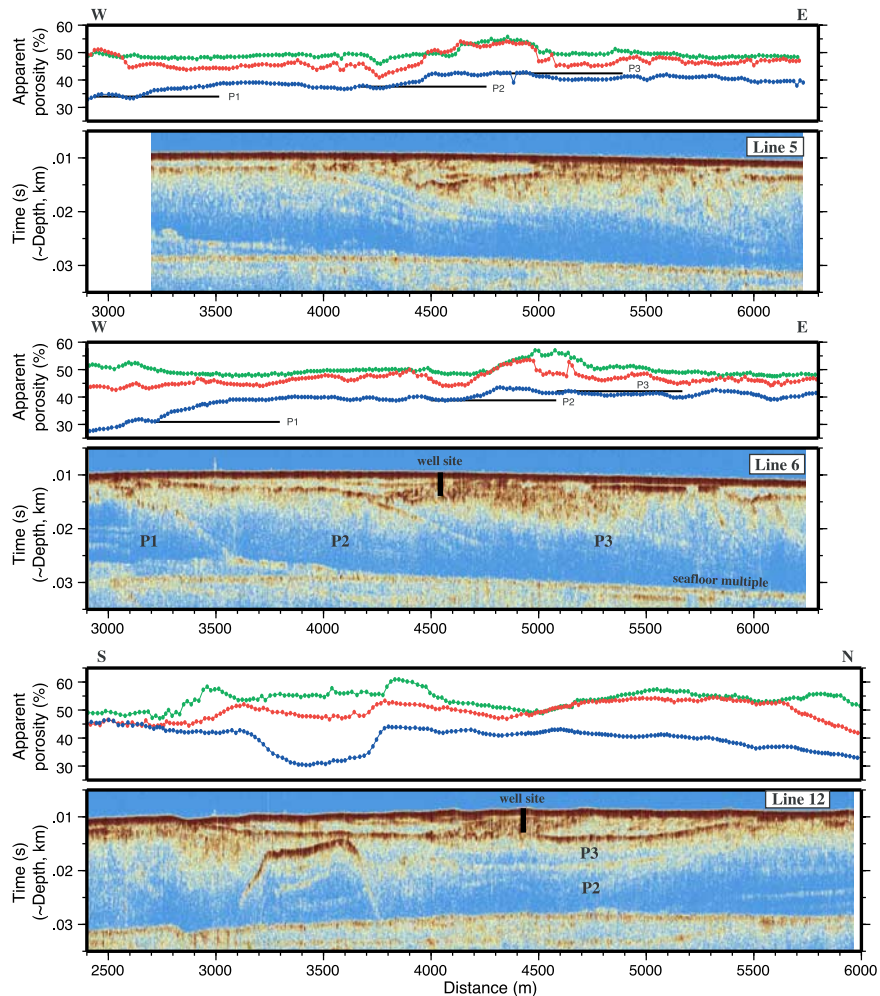 W E
Apparent
porosity (%)
60
50
40
30
P1
P2
P3
Line 5
Time (s)
(~Depth, km)
.01
.02
.03
3000 3500 4000 4500 5000 5500 6000
W E
Apparent
porosity (%)
60
50
40
30
P1
P2
P3
well site
Line 6
Time (s)
(~Depth, km)
.01
.02
.03
P1 P2 P3
seafloor multiple
3000 3500 4000 4500 5000 5500 6000
S N
Apparent
porosity (%)
60
50
40
30
well site
Line 12
Time (s)
(~Depth, km)
.01
.02
.03
P3
P2
2500 3000 3500 4000 4500 5000 5500 6000
Distance (m)